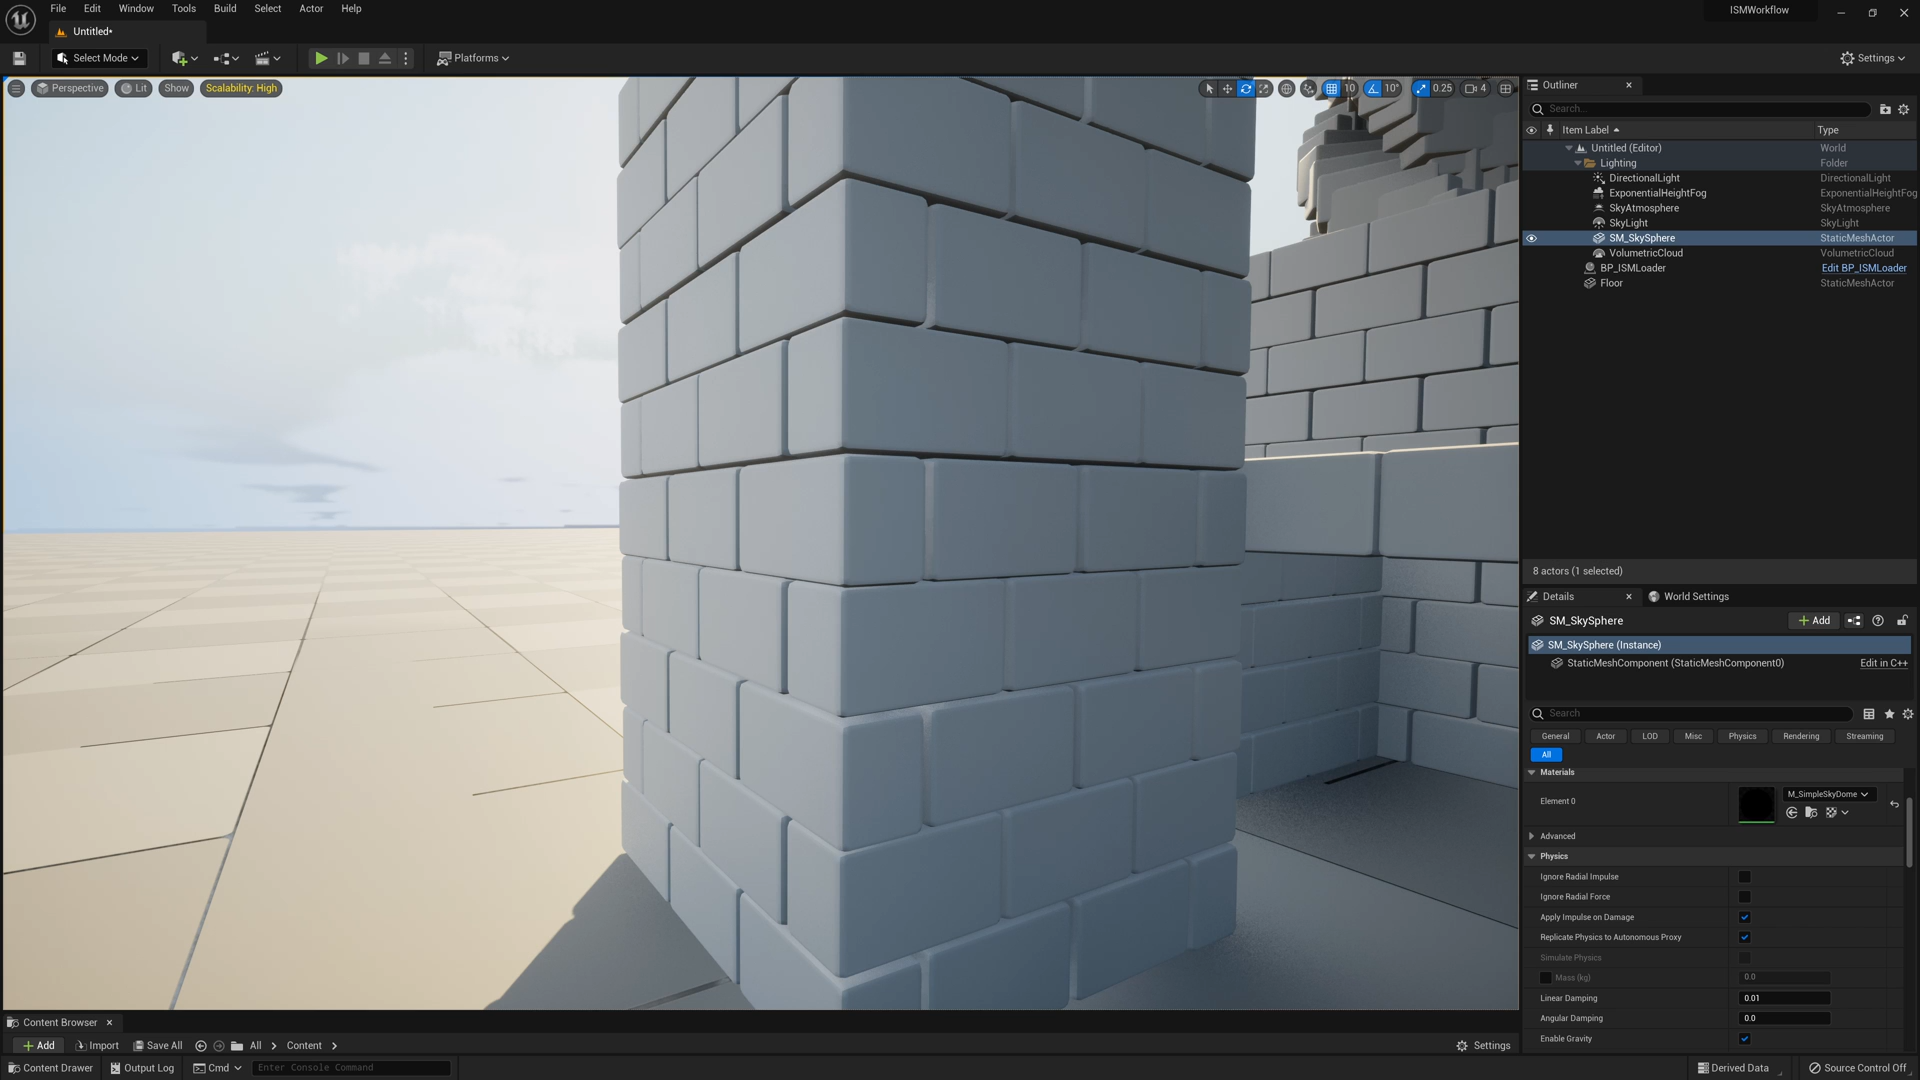 File Edit Window Tools Build Select Actor Help
ISMWorkflow
Untitled*
Select Mode
Platforms
Settings
Perspective Lit Show Scalability: High
10 10° 0.25 4
Outliner
Search...
Item Label Type
Untitled (Editor) World
Lighting Folder
DirectionalLight DirectionalLight
ExponentialHeightFog ExponentialHeightFog
SkyAtmosphere SkyAtmosphere
SkyLight SkyLight
SM_SkySphere StaticMeshActor
VolumetricCloud VolumetricCloud
BP_ISMLoader Edit BP_ISMLoader
Floor StaticMeshActor
8 actors (1 selected)
Details World Settings
SM_SkySphere Add
SM_SkySphere (Instance)
StaticMeshComponent (StaticMeshComponent0) Edit in C++
Search
General Actor LOD Misc Physics Rendering Streaming
All
Materials
Element 0 M_SimpleSkyDome
Advanced
Physics
Ignore Radial Impulse
Ignore Radial Force
Apply Impulse on Damage
Replicate Physics to Autonomous Proxy
Simulate Physics
Mass (kg) 0.0
Linear Damping 0.01
Angular Damping 0.0
Enable Gravity
Content Browser
Add Import Save All All Content Settings
Content Drawer Output Log Cmd Enter Console Command Derived Data Source Control Off